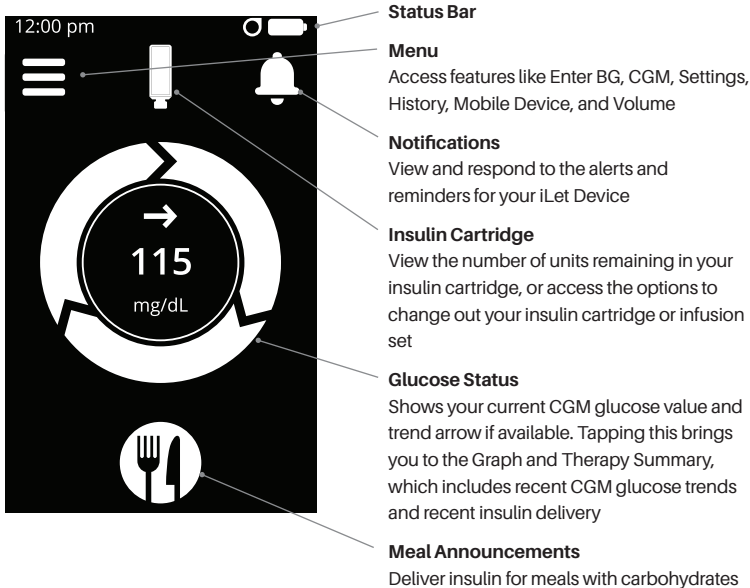 12:00 pm
115
mg/dL
Status Bar
Menu
Access features like Enter BG, CGM, Settings,
History, Mobile Device, and Volume
Notifications
View and respond to the alerts and
reminders for your iLet Device
Insulin Cartridge
View the number of units remaining in your
insulin cartridge, or access the options to
change out your insulin cartridge or infusion
set
Glucose Status
Shows your current CGM glucose value and
trend arrow if available. Tapping this brings
you to the Graph and Therapy Summary,
which includes recent CGM glucose trends
and recent insulin delivery
Meal Announcements
Deliver insulin for meals with carbohydrates